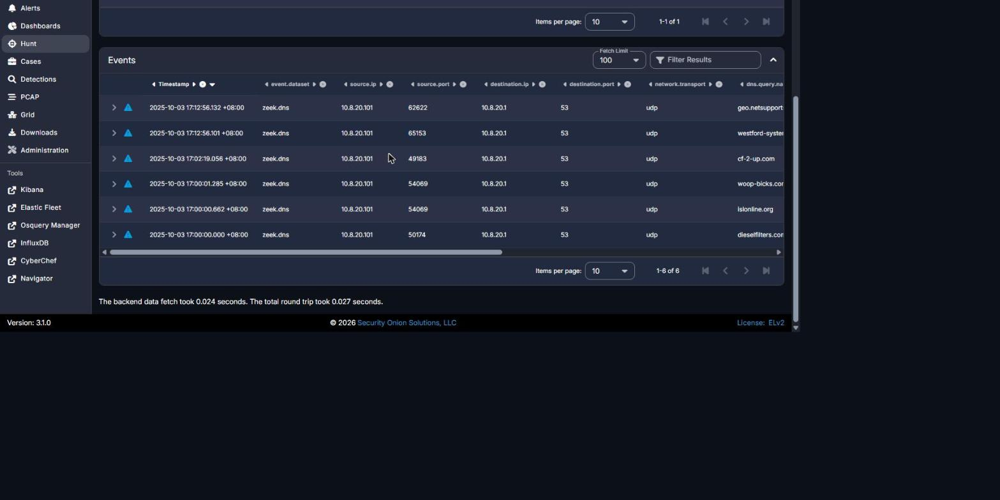 Alerts
Dashboards
Hunt
Cases
Detections
PCAP
Grid
Downloads
Administration
Tools
Kibana
Elastic Fleet
Osquery Manager
InfluxDB
CyberChef
Navigator
Items per page: 10 1-1 of 1
Events Fetch Limit 100 Filter Results
Timestamp event.dataset source.ip source.port destination.ip destination.port network.transport dns.query.na
2025-10-03 17:12:56.132 +08:00 zeek.dns 10.8.20.101 62622 10.8.20.1 53 udp geo.netsupport
2025-10-03 17:12:56.101 +08:00 zeek.dns 10.8.20.101 65153 10.8.20.1 53 udp westford-syster
2025-10-03 17:02:19.056 +08:00 zeek.dns 10.8.20.101 49183 10.8.20.1 53 udp cf-2-up.com
2025-10-03 17:00:01.285 +08:00 zeek.dns 10.8.20.101 54069 10.8.20.1 53 udp woop-bicks.cor
2025-10-03 17:00:00.662 +08:00 zeek.dns 10.8.20.101 54069 10.8.20.1 53 udp islonline.org
2025-10-03 17:00:00.000 +08:00 zeek.dns 10.8.20.101 50174 10.8.20.1 53 udp dieselfilters.cor
Items per page: 10 1-6 of 6
The backend data fetch took 0.024 seconds. The total round trip took 0.027 seconds.
Version: 3.1.0 © 2026 Security Onion Solutions, LLC License: ELv2